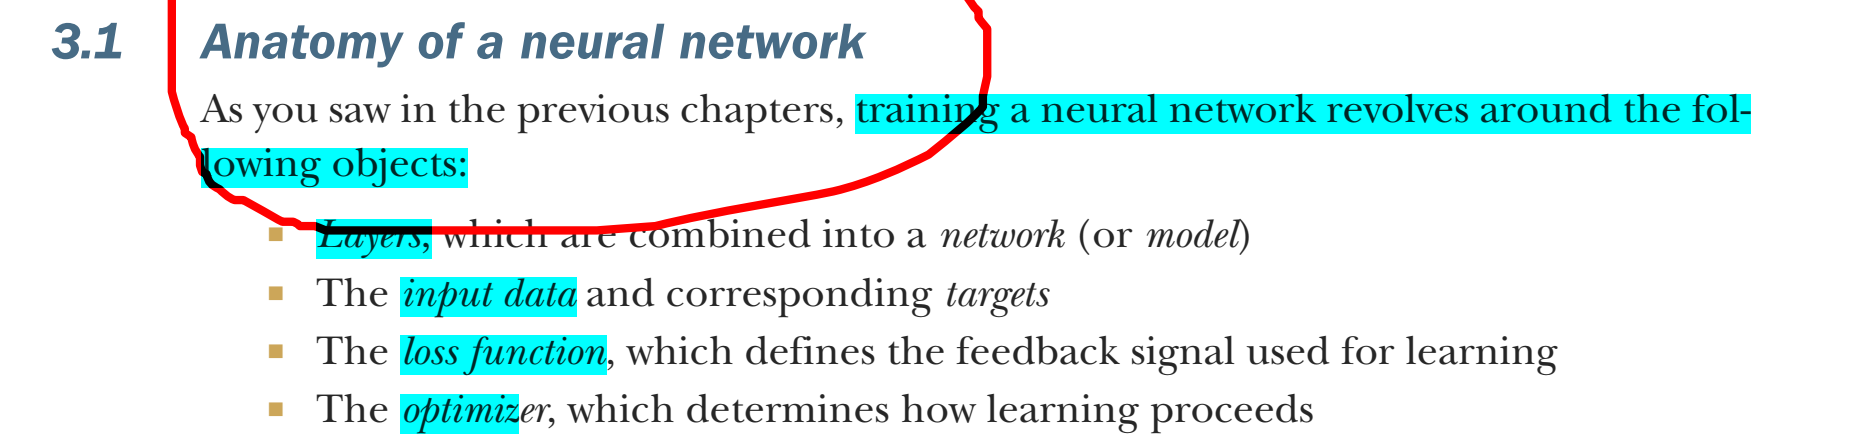 3.1 Anatomy of a neural network
As you saw in the previous chapters, training a neural network revolves around the fol-
lowing objects:
■ Layers, which are combined into a network (or model)
■ The input data and corresponding targets
■ The loss function, which defines the feedback signal used for learning
■ The optimizer, which determines how learning proceeds